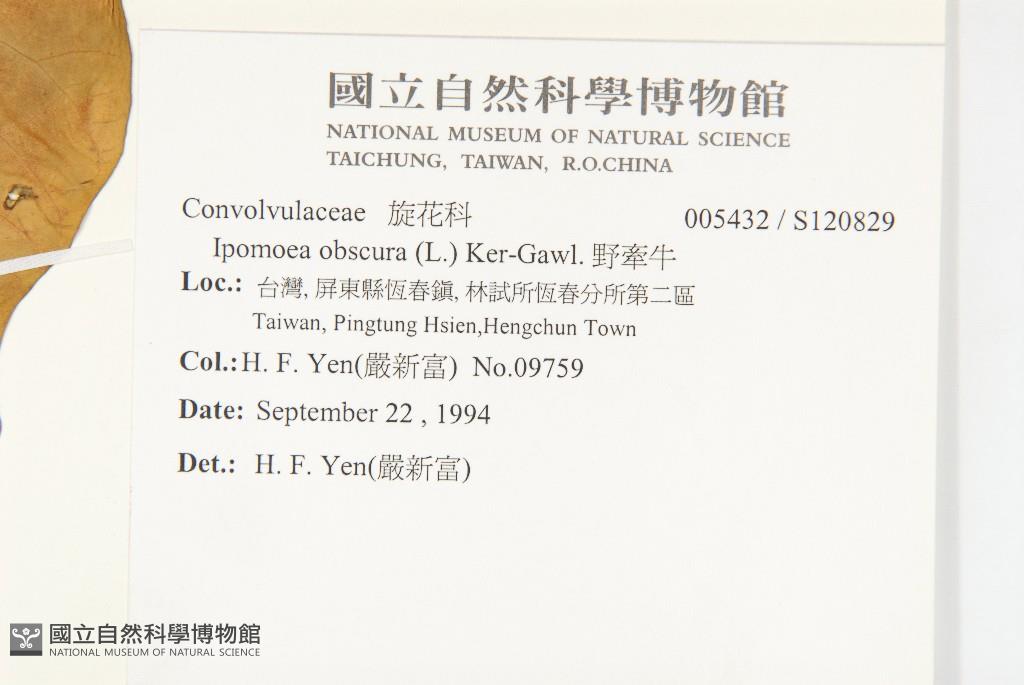 國立自然科學博物館
NATIONAL MUSEUM OF NATURAL SCIENCE
TAICHUNG, TAIWAN, R.O.CHINA
Convolvulaceae 旋花科 005432 / S120829
Ipomoea obscura (L.) Ker-Gawl. 野牽牛
Loc.: 台灣, 屏東縣恆春鎮, 林試所恆春分所第二區
Taiwan, Pingtung Hsien,Hengchun Town
Col.:H. F. Yen(嚴新富) No.09759
Date: September 22 , 1994
Det.: H. F. Yen(嚴新富)
國立自然科學博物館
NATIONAL MUSEUM OF NATURAL SCIENCE